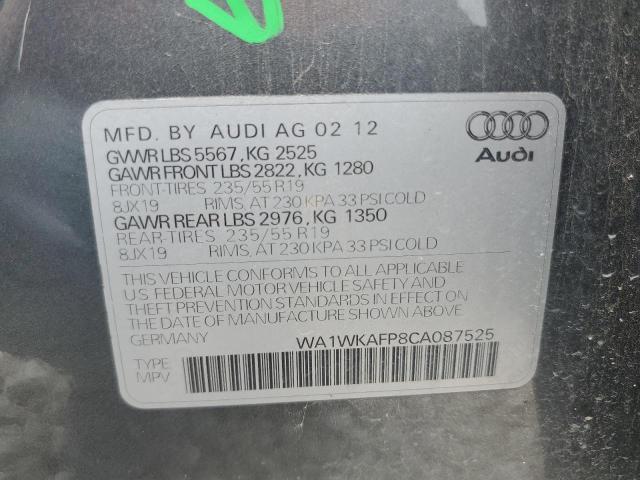 MFD. BY AUDI AG 02 12
GVWR LBS 5567, KG 2525
GAWR FRONT LBS 2822, KG 1280
FRONT-TIRES 235/55 R19
8JX19 RIMS, AT 230 KPA 33 PSI COLD
GAWR REAR LBS 2976, KG 1350
REAR-TIRES 235/55 R19
8JX19 RIMS, AT 230 KPA 33 PSI COLD
Audi
THIS VEHICLE CONFORMS TO ALL APPLICABLE
US FEDERAL MOTOR VEHICLE SAFETY AND
THEFT PREVENTION STANDARDS IN EFFECT ON
THE DATE OF MANUFACTURE SHOWN ABOVE
GERMANY WA1WKAFP8CA087525
TYPE
MPV